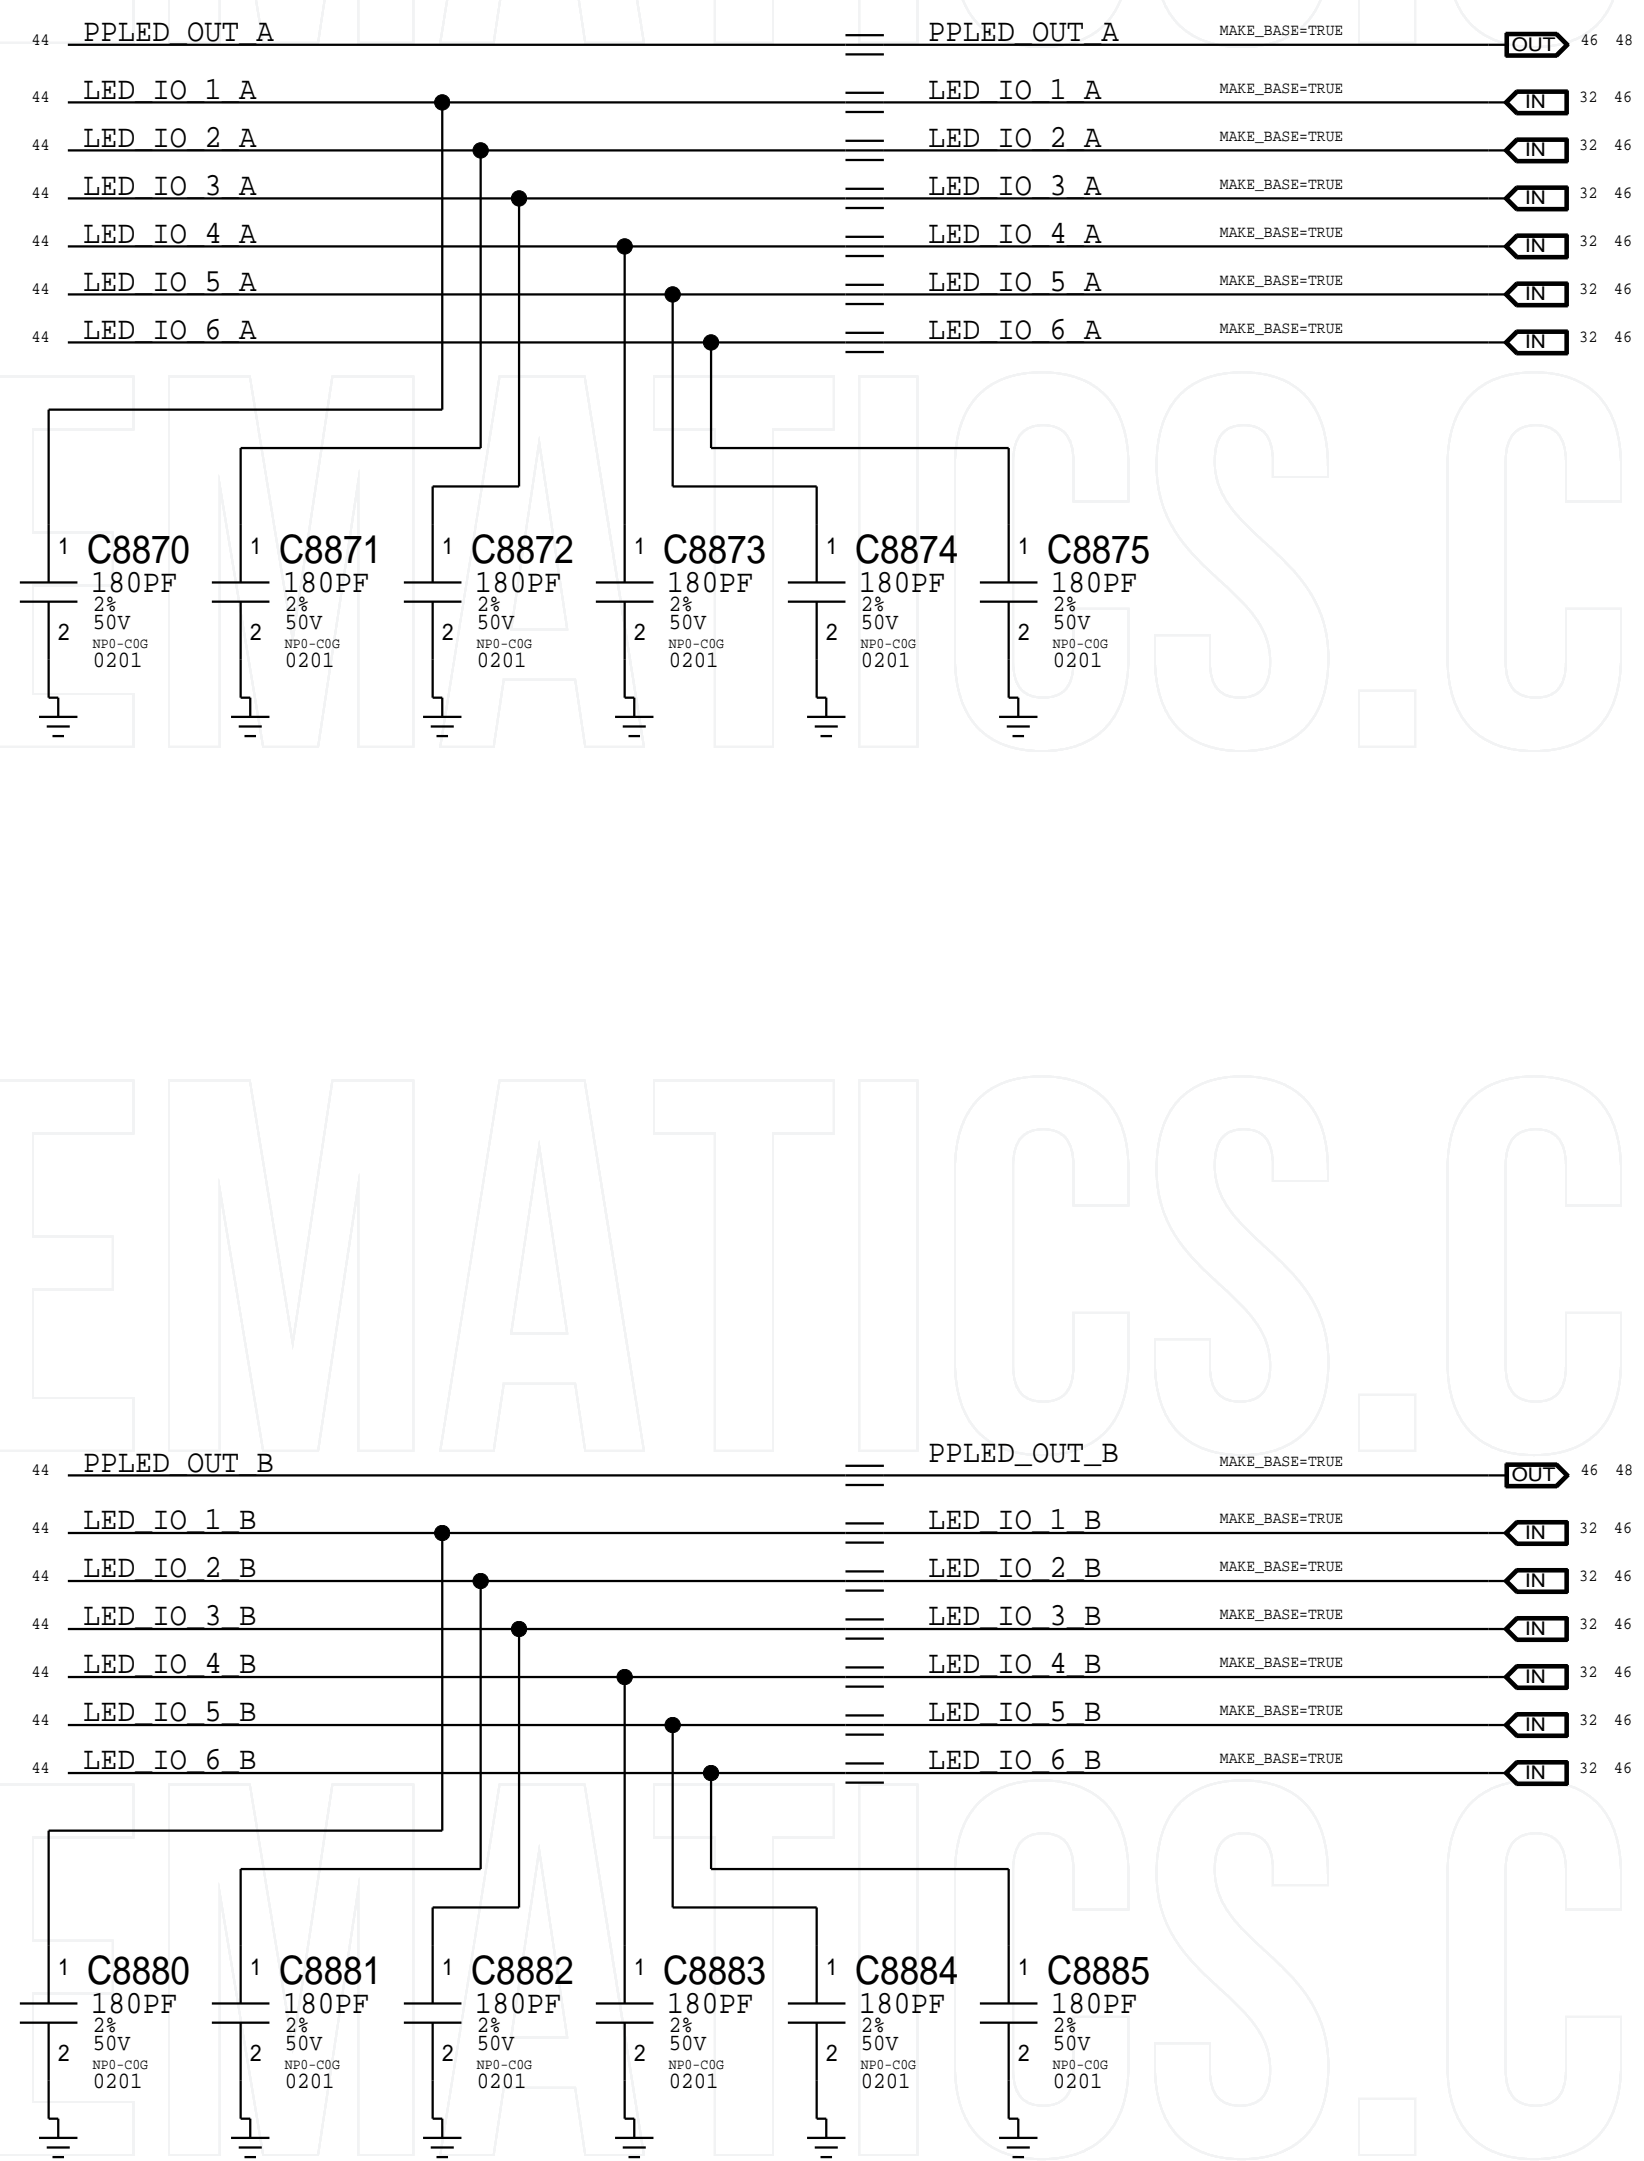 44 PPLED_OUT_A PPLED_OUT_A MAKE_BASE=TRUE OUT 46 48
44 LED_IO_1_A LED_IO_1_A MAKE_BASE=TRUE IN 32 46
44 LED_IO_2_A LED_IO_2_A MAKE_BASE=TRUE IN 32 46
44 LED_IO_3_A LED_IO_3_A MAKE_BASE=TRUE IN 32 46
44 LED_IO_4_A LED_IO_4_A MAKE_BASE=TRUE IN 32 46
44 LED_IO_5_A LED_IO_5_A MAKE_BASE=TRUE IN 32 46
44 LED_IO_6_A LED_IO_6_A MAKE_BASE=TRUE IN 32 46
EMATICS.C
1 C8870 1 C8871 1 C8872 1 C8873 1 C8874 1 C8875
180PF 180PF 180PF 180PF 180PF 180PF
2% 2% 2% 2% 2% 2%
50V 50V 50V 50V 50V 50V
2 2 2 2 2 2
NP0-C0G NP0-C0G NP0-C0G NP0-C0G NP0-C0G NP0-C0G
0201 0201 0201 0201 0201 0201
EMATICS.C
44 PPLED_OUT_B PPLED_OUT_B MAKE_BASE=TRUE OUT 46 48
44 LED_IO_1_B LED_IO_1_B MAKE_BASE=TRUE IN 32 46
44 LED_IO_2_B LED_IO_2_B MAKE_BASE=TRUE IN 32 46
44 LED_IO_3_B LED_IO_3_B MAKE_BASE=TRUE IN 32 46
44 LED_IO_4_B LED_IO_4_B MAKE_BASE=TRUE IN 32 46
44 LED_IO_5_B LED_IO_5_B MAKE_BASE=TRUE IN 32 46
44 LED_IO_6_B LED_IO_6_B MAKE_BASE=TRUE IN 32 46
EMATICS.C
1 C8880 1 C8881 1 C8882 1 C8883 1 C8884 1 C8885
180PF 180PF 180PF 180PF 180PF 180PF
2% 2% 2% 2% 2% 2%
50V 50V 50V 50V 50V 50V
2 2 2 2 2 2
NP0-C0G NP0-C0G NP0-C0G NP0-C0G NP0-C0G NP0-C0G
0201 0201 0201 0201 0201 0201